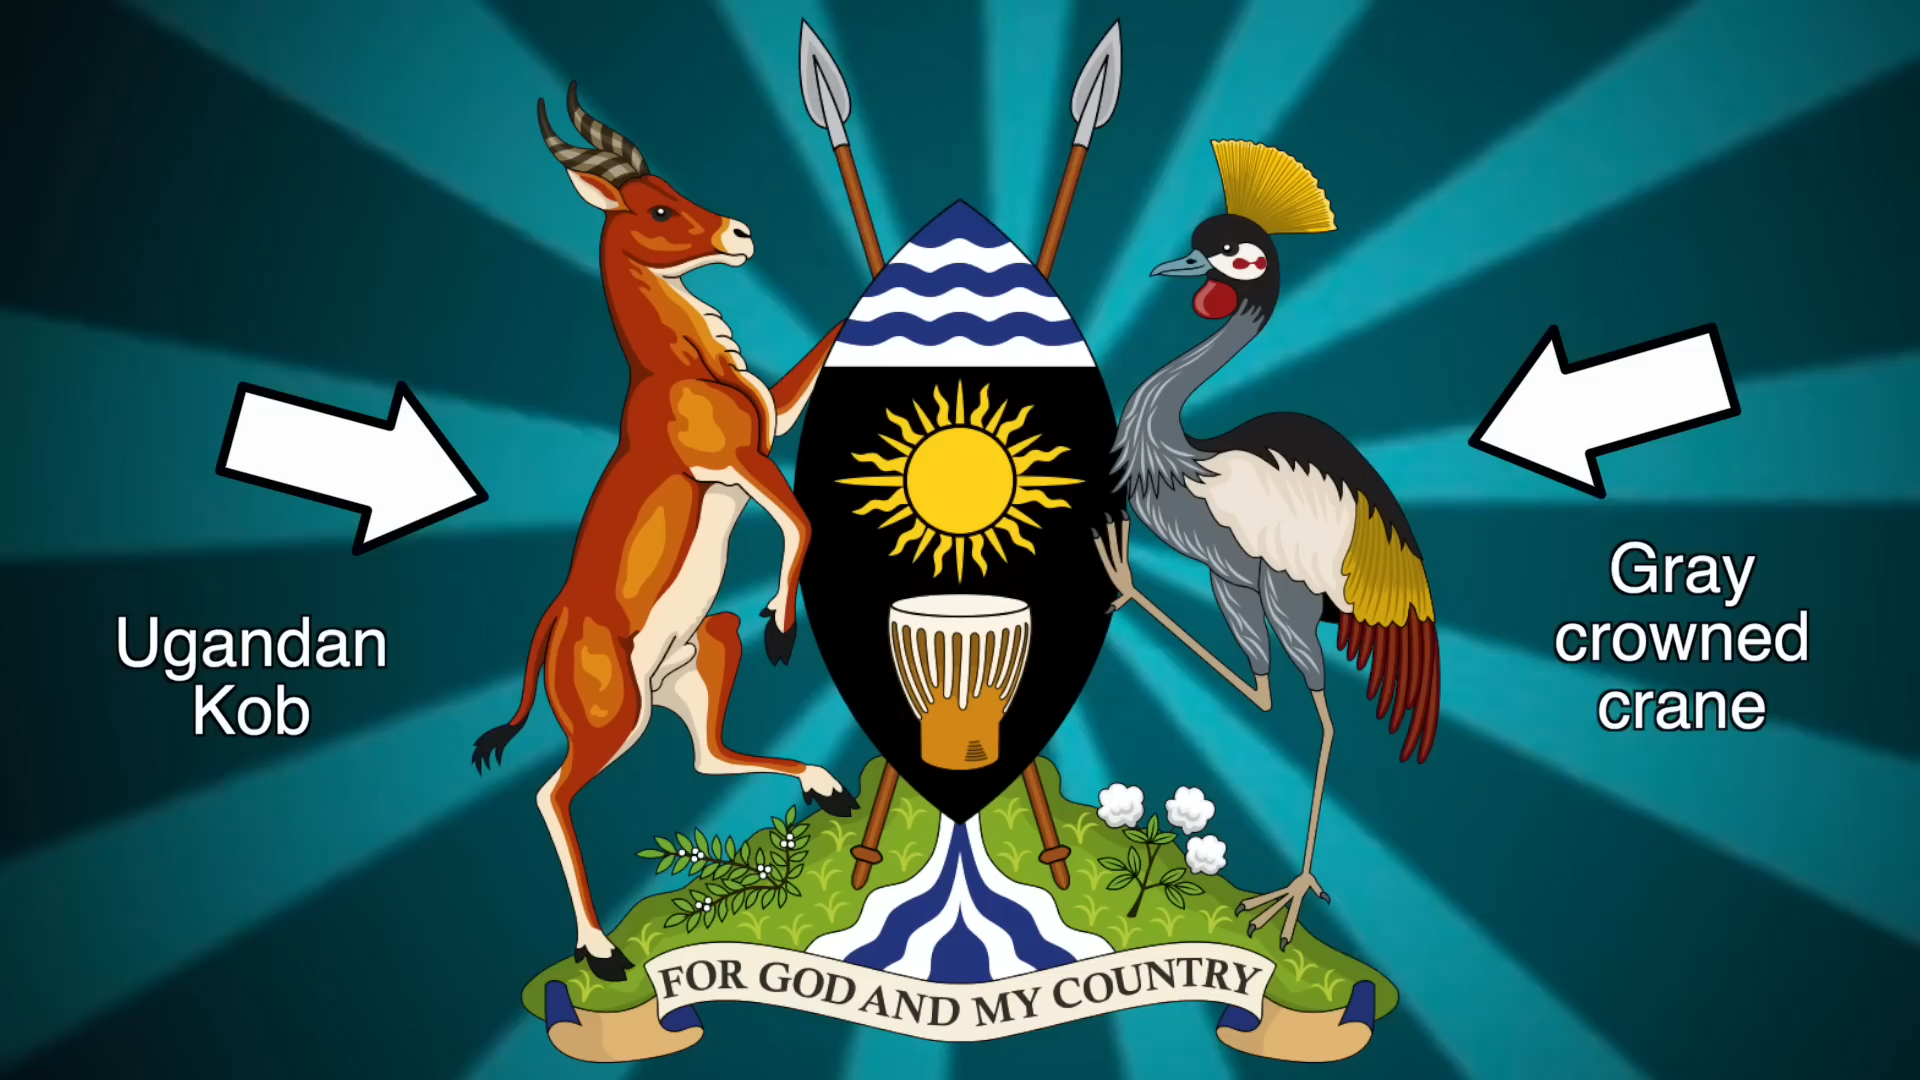 Ugandan
Kob
Gray
crowned
crane
FOR GOD AND MY COUNTRY